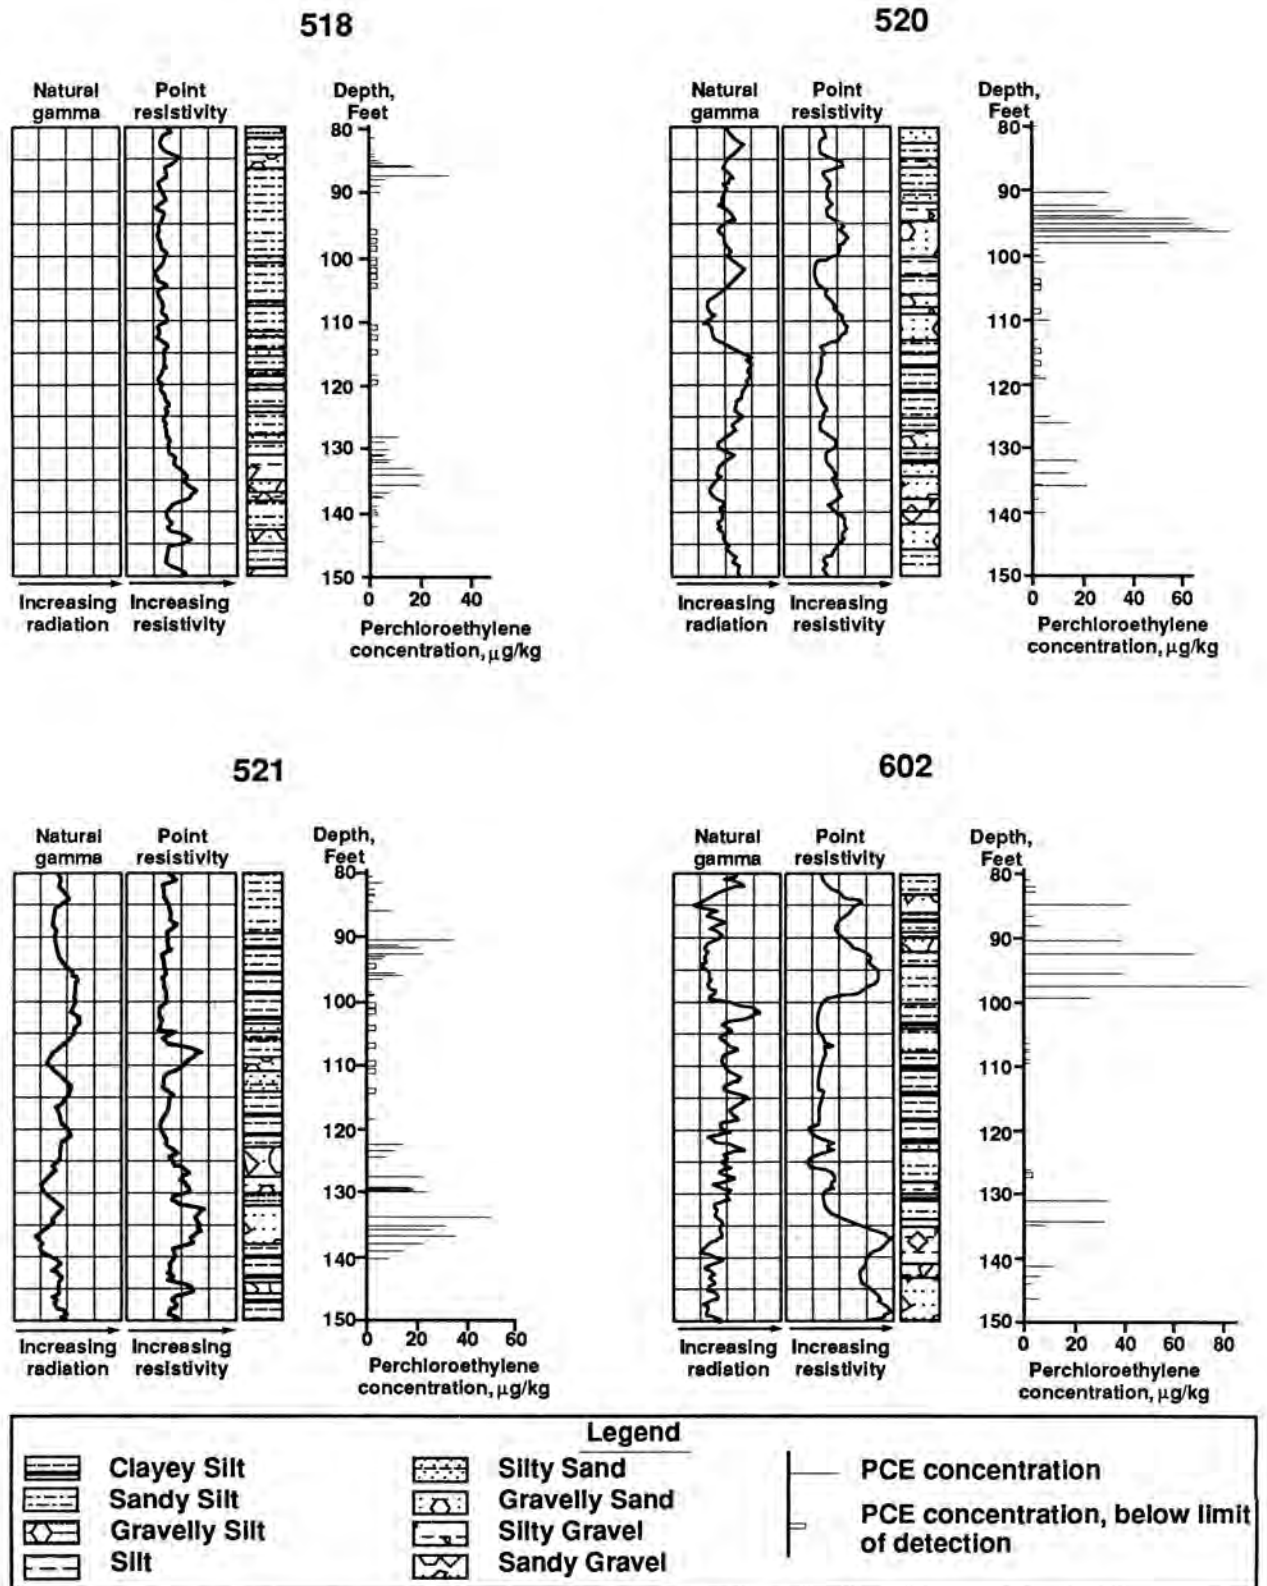 518
Natural gamma
Point resistivity
Depth, Feet
80
90
100
110
120
130
140
150
0 20 40
Increasing radiation
Increasing resistivity
Perchloroethylene
concentration, µg/kg
520
Natural gamma
Point resistivity
Depth, Feet
80
90
100
110
120
130
140
150
0 20 40 60
Increasing radiation
Increasing resistivity
Perchloroethylene
concentration, µg/kg
521
Natural gamma
Point resistivity
Depth, Feet
80
90
100
110
120
130
140
150
0 20 40 60
Increasing radiation
Increasing resistivity
Perchloroethylene
concentration, µg/kg
602
Natural gamma
Point resistivity
Depth, Feet
80
90
100
110
120
130
140
150
0 20 40 60 80
Increasing radiation
Increasing resistivity
Perchloroethylene
concentration, µg/kg
Legend
Clayey Silt
Sandy Silt
Gravelly Silt
Silt
Silty Sand
Gravelly Sand
Silty Gravel
Sandy Gravel
PCE concentration
PCE concentration, below limit
of detection